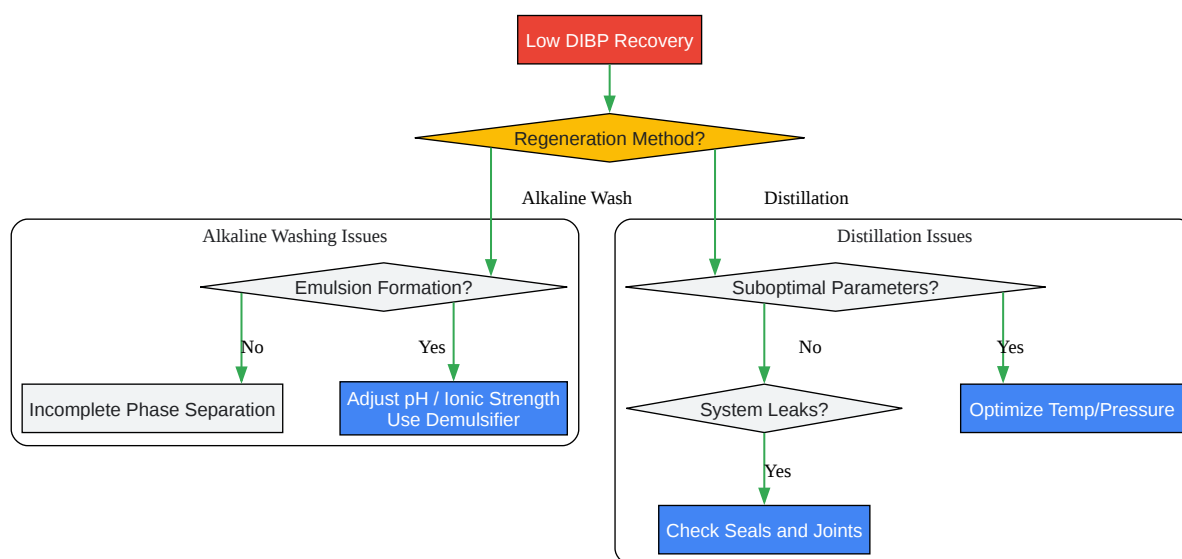 Low DIBP Recovery
Regeneration Method?
Alkaline Wash
Distillation
Alkaline Washing Issues
Emulsion Formation?
No
Yes
Incomplete Phase Separation
Adjust pH / Ionic Strength
Use Demulsifier
Distillation Issues
Suboptimal Parameters?
No
Yes
System Leaks?
Optimize Temp/Pressure
Yes
Check Seals and Joints